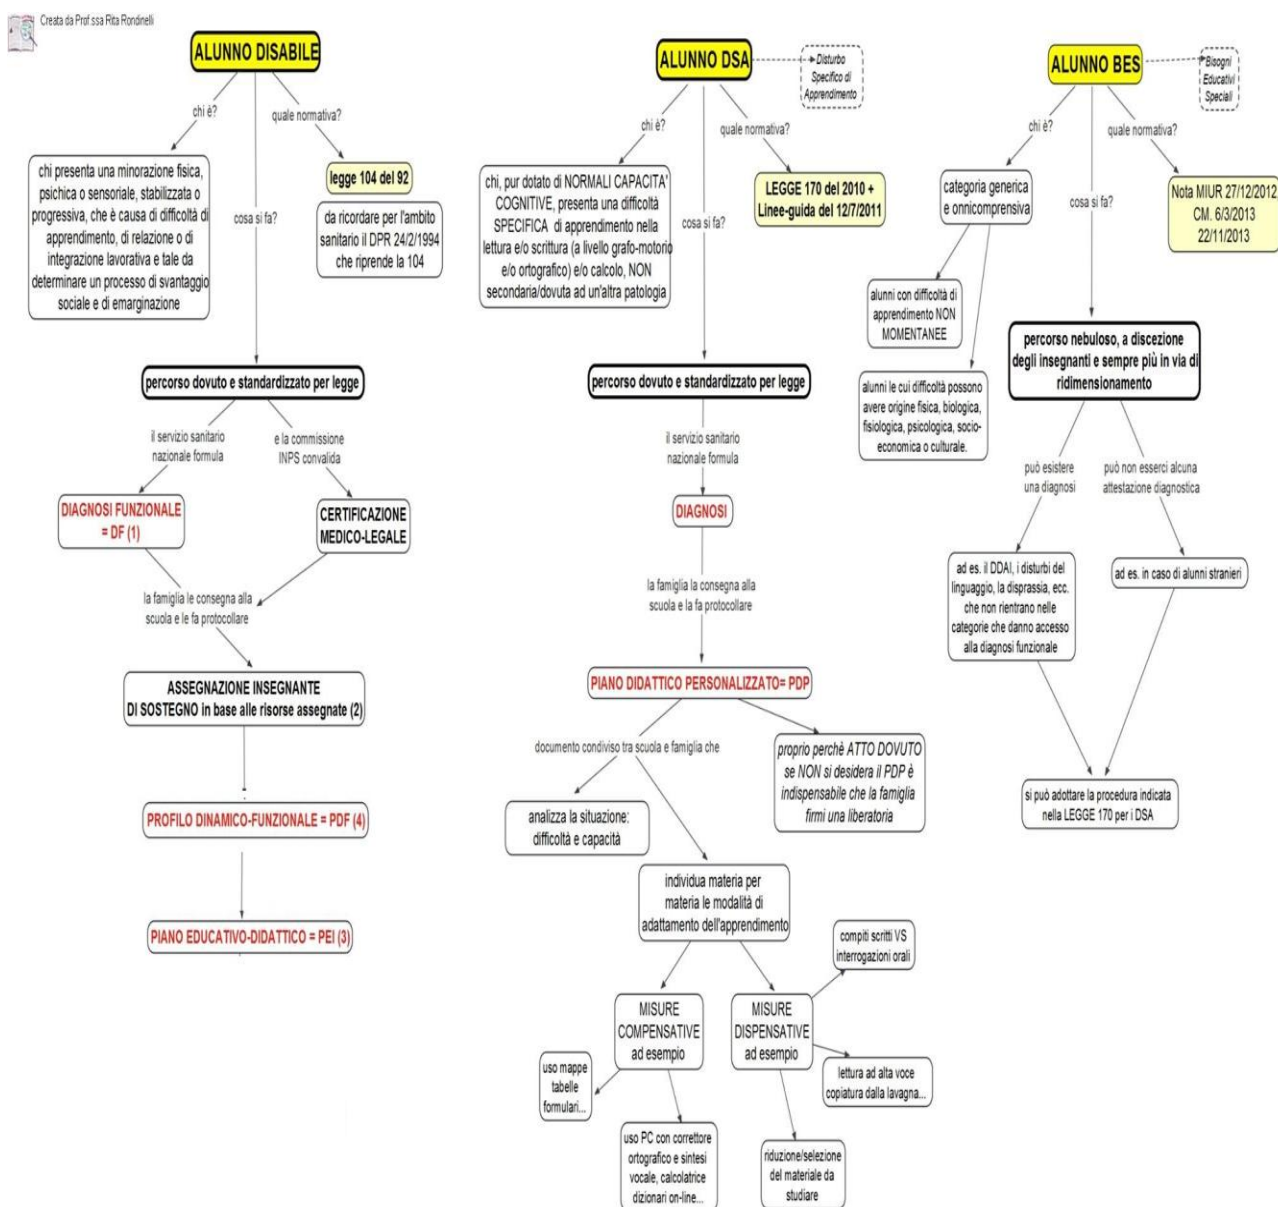 Creata da Prof.ssa Rita Rondinelli
ALUNNO DISABILE
chi è?
quale normativa?
chi presenta una minorazione fisica,
psichica o sensoriale, stabilizzata o
progressiva, che è causa di difficoltà di
apprendimento, di relazione o di
integrazione lavorativa e tale da
determinare un processo di svantaggio
sociale e di emarginazione
cosa si fa?
legge 104 del 92
da ricordare per l'ambito
sanitario il DPR 24/2/1994
che riprende la 104
percorso dovuto e standardizzato per legge
il servizio sanitario
nazionale formula
e la commissione
INPS convalida
DIAGNOSI FUNZIONALE
= DF (1)
CERTIFICAZIONE
MEDICO-LEGALE
la famiglia le consegna alla
scuola e le fa protocollare
ASSEGNAZIONE INSEGNANTE
DI SOSTEGNO in base alle risorse assegnate (2)
PROFILO DINAMICO-FUNZIONALE = PDF (4)
PIANO EDUCATIVO-DIDATTICO = PEI (3)
ALUNNO DSA
Disturbo
Specifico di
Apprendimento
chi è?
quale normativa?
chi, pur dotato di NORMALI CAPACITA'
COGNITIVE, presenta una difficoltà
SPECIFICA di apprendimento nella
lettura e/o scrittura (a livello grafo-motorio
e/o ortografico) e/o calcolo, NON
secondaria/dovuta ad un'altra patologia
cosa si fa?
LEGGE 170 del 2010 +
Linee-guida del 12/7/2011
percorso dovuto e standardizzato per legge
il servizio sanitario
nazionale formula
DIAGNOSI
la famiglia la consegna alla
scuola e la fa protocollare
PIANO DIDATTICO PERSONALIZZATO= PDP
documento condiviso tra scuola e famiglia che
proprio perchè ATTO DOVUTO
se NON si desidera il PDP è
indispensabile che la famiglia
firmi una liberatoria
analizza la situazione:
difficoltà e capacità
individua materia per
materia le modalità di
adattamento dell'apprendimento
MISURE
COMPENSATIVE
ad esempio
uso mappe
tabelle
formulari...
uso PC con correttore
ortografico e sintesi
vocale, calcolatrice
dizionari on-line...
MISURE
DISPENSATIVE
ad esempio
compiti scritti VS
interrogazioni orali
lettura ad alta voce
copiatura dalla lavagna...
riduzione/selezione
del materiale da
studiare
ALUNNO BES
Bisogni
Educativi
Speciali
chi è?
quale normativa?
categoria generica
e onnicomprensiva
cosa si fa?
Nota MIUR 27/12/2012
CM. 6/3/2013
22/11/2013
alunni con difficoltà di
apprendimento NON
MOMENTANEE
alunni le cui difficoltà possono
avere origine fisica, biologica,
fisiologica, psicologica, socio-
economica o culturale.
percorso nebuloso, a discezione
degli insegnanti e sempre più in via di
ridimensionamento
può esistere
una diagnosi
può non esserci alcuna
attestazione diagnostica
ad es. il DDAI, i disturbi del
linguaggio, la disprassia, ecc.
che non rientrano nelle
categorie che danno accesso
alla diagnosi funzionale
ad es. in caso di alunni stranieri
si può adottare la procedura indicata
nella LEGGE 170 per i DSA